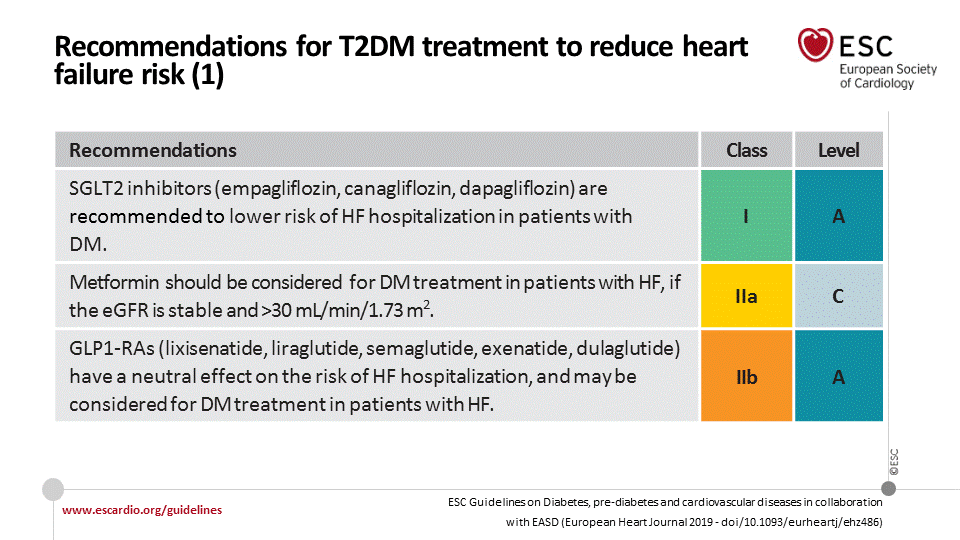 Recommendations for T2DM treatment to reduce heart
failure risk (1)
ESC
European Society
of Cardiology
Recommendations Class Level
SGLT2 inhibitors (empagliflozin, canagliflozin, dapagliflozin) are
recommended to lower risk of HF hospitalization in patients with
DM.
I A
Metformin should be considered for DM treatment in patients with HF, if
the eGFR is stable and >30 mL/min/1.73 m².
IIa C
GLP1-RAs (lixisenatide, liraglutide, semaglutide, exenatide, dulaglutide)
have a neutral effect on the risk of HF hospitalization, and may be
considered for DM treatment in patients with HF.
IIb A
©ESC
www.escardio.org/guidelines
ESC Guidelines on Diabetes, pre-diabetes and cardiovascular diseases in collaboration
with EASD (European Heart Journal 2019 - doi/10.1093/eurheartj/ehz486)